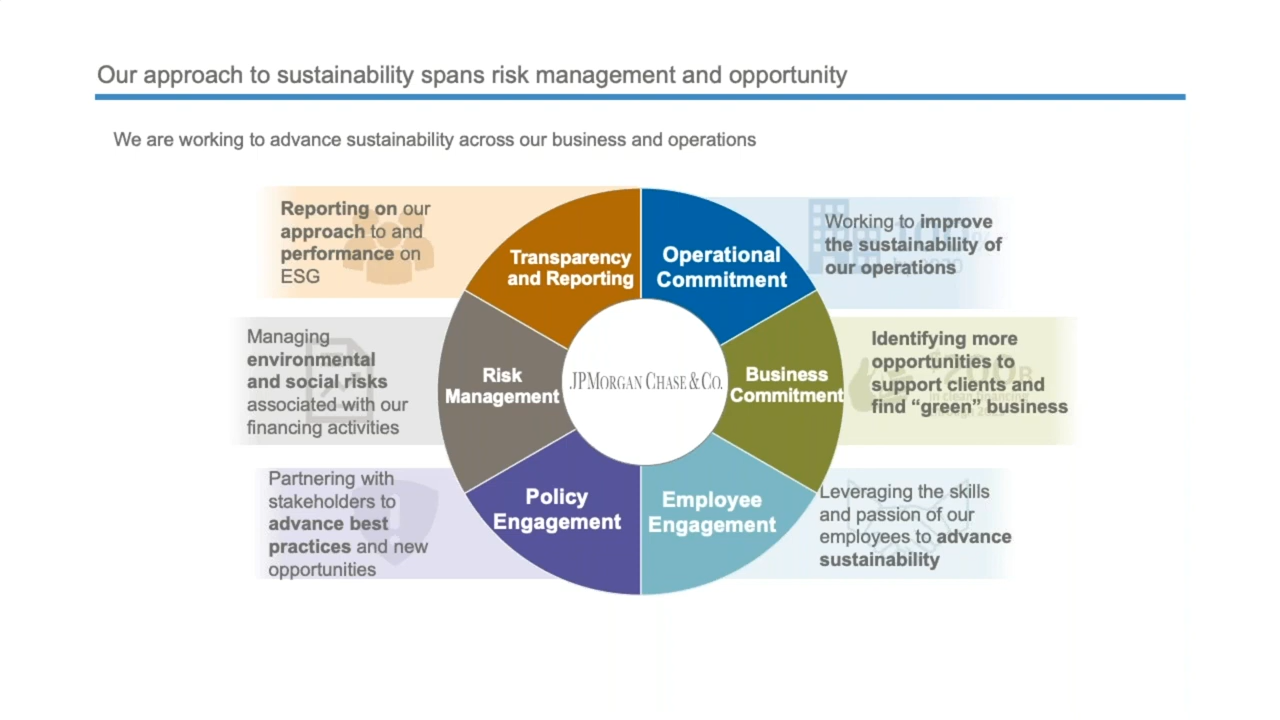 Our approach to sustainability spans risk management and opportunity
We are working to advance sustainability across our business and operations
Reporting on our
approach to and
performance on
ESG
Transparency
and Reporting
Operational
Commitment
Working to improve
the sustainability of
our operations
Managing
environmental
and social risks
associated with our
financing activities
Risk
Management
JPMORGAN CHASE & CO.
Business
Commitment
Identifying more
opportunities to
support clients and
find “green” business
Partnering with
stakeholders to
advance best
practices and new
opportunities
Policy
Engagement
Employee
Engagement
Leveraging the skills
and passion of our
employees to advance
sustainability